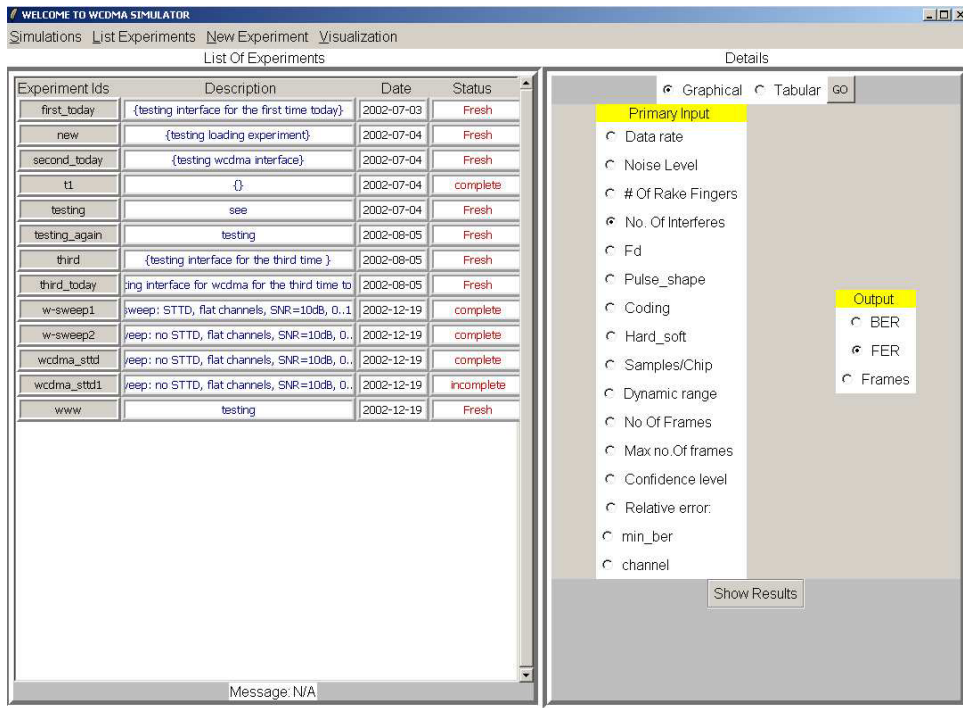 WELCOME TO WCDMA SIMULATOR
Simulations List Experiments New Experiment Visualization
List Of Experiments
Experiment Ids Description Date Status
first_today {testing interface for the first time today} 2002-07-03 Fresh
new {testing loading experiment} 2002-07-04 Fresh
second_today {testing wcdma interface} 2002-07-04 Fresh
t1 {} 2002-07-04 complete
testing see 2002-07-04 Fresh
testing_again testing 2002-08-05 Fresh
third {testing interface for the third time } 2002-08-05 Fresh
third_today ting interface for wcdma for the third time to 2002-08-05 Fresh
w-sweep1 sweep: STTD, flat channels, SNR=10dB, 0..1 2002-12-19 complete
w-sweep2 veep: no STTD, flat channels, SNR=10dB, 0.. 2002-12-19 complete
wcdma_sttd veep: no STTD, flat channels, SNR=10dB, 0.. 2002-12-19 complete
wcdma_sttd1 veep: no STTD, flat channels, SNR=10dB, 0.. 2002-12-19 incomplete
www testing 2002-12-19 Fresh
Message: N/A
Details
Graphical Tabular GO
Primary Input
Data rate
Noise Level
# Of Rake Fingers
No. Of Interferes
Fd
Pulse_shape
Coding
Hard_soft
Samples/Chip
Dynamic range
No Of Frames
Max no.Of frames
Confidence level
Relative error:
min_ber
channel
Output
BER
FER
Frames
Show Results